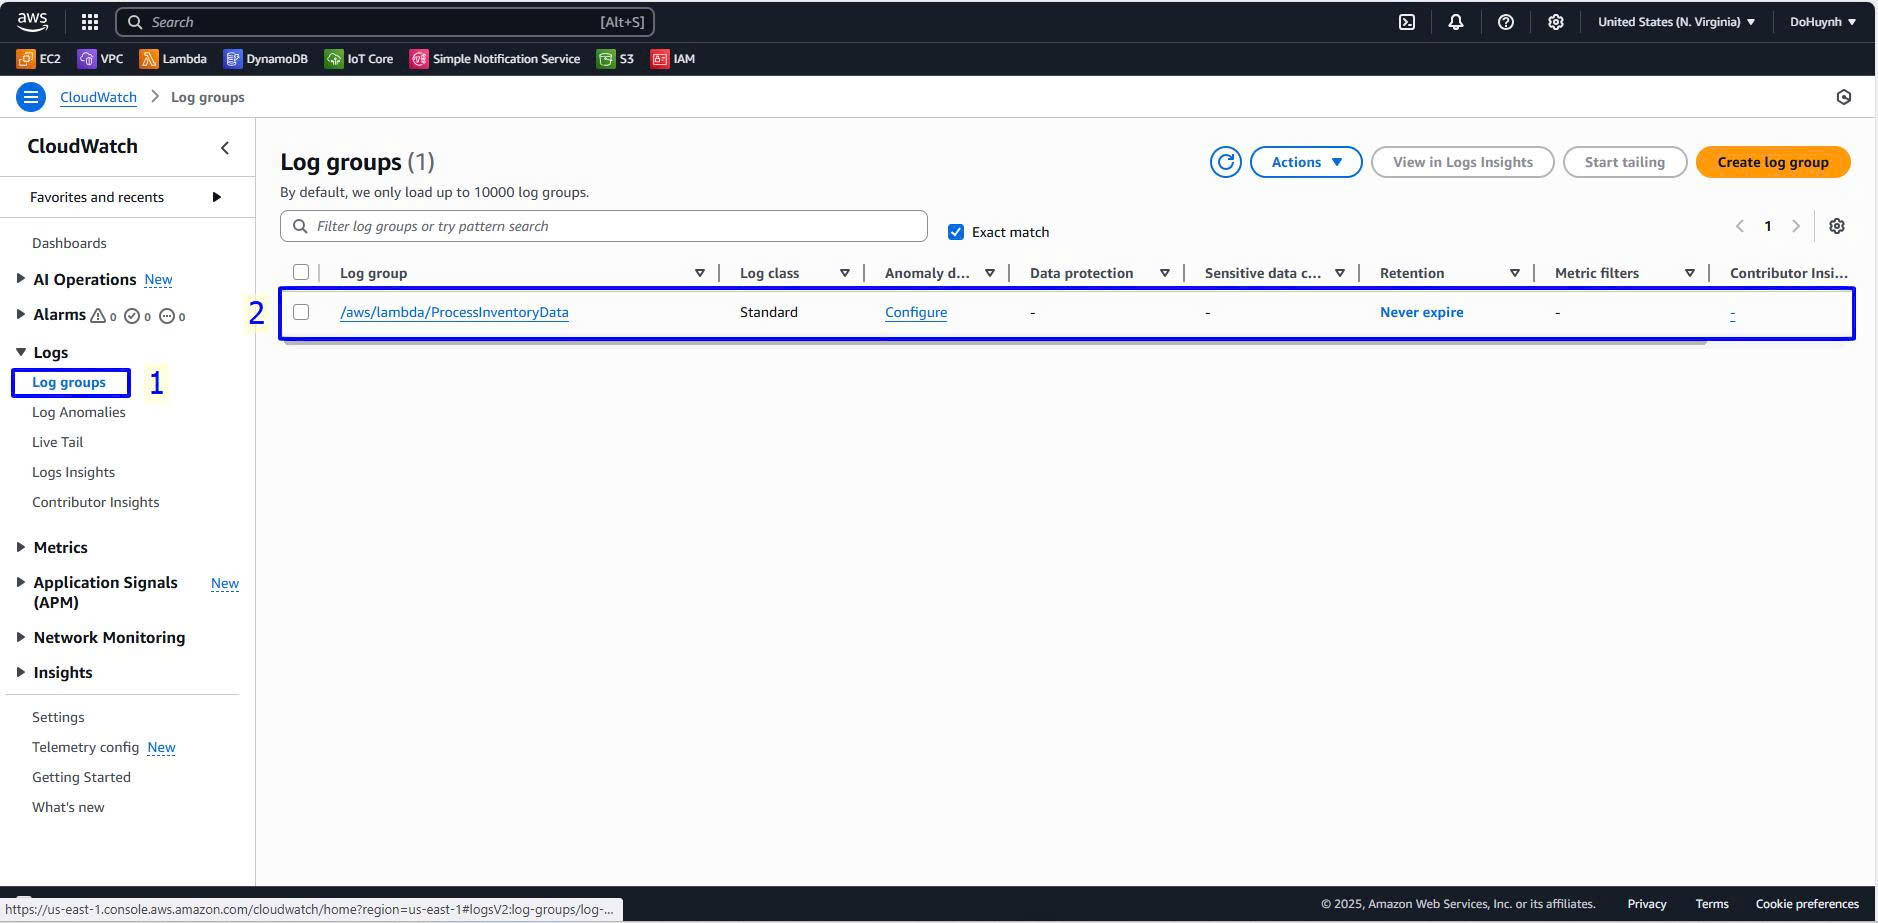 aws
Search [Alt+S] United States (N. Virginia) DoHuynh
EC2 VPC Lambda DynamoDB IoT Core Simple Notification Service S3 IAM
CloudWatch Log groups
CloudWatch
Favorites and recents
Dashboards
AI Operations New
Alarms 0 0 0
Logs
Log groups 1
Log Anomalies
Live Tail
Logs Insights
Contributor Insights
Metrics
Application Signals New
(APM)
Network Monitoring
Insights
Settings
Telemetry config New
Getting Started
What's new
Log groups (1) Actions View in Logs Insights Start tailing Create log group
By default, we only load up to 10000 log groups.
Filter log groups or try pattern search Exact match 1
Log group Log class Anomaly d... Data protection Sensitive data c... Retention Metric filters Contributor Insi...
2 /aws/lambda/ProcessInventoryData Standard Configure - - Never expire - -
https://us-east-1.console.aws.amazon.com/cloudwatch/home?region=us-east-1#logsV2:log-groups/log-...
© 2025, Amazon Web Services, Inc. or its affiliates. Privacy Terms Cookie preferences